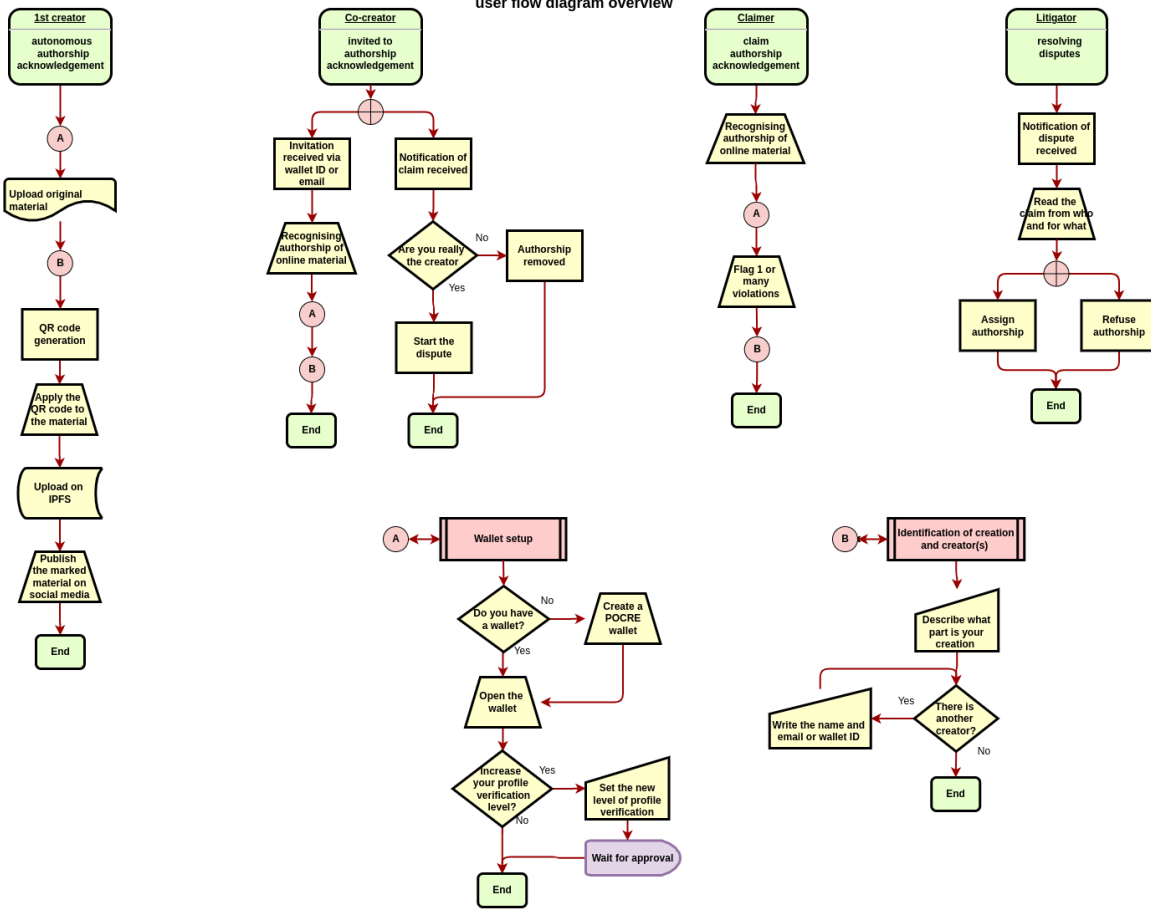 user flow diagram overview
1st creator
autonomous
authorship
acknowledgement
A
Upload original
material
B
QR code
generation
Apply the
QR code to
the material
Upload on
IPFS
Publish
the marked
material on
social media
End
Co-creator
invited to
authorship
acknowledgement
Invitation
received via
wallet ID or
email
Recognising
authorship of
online material
A
B
End
Notification of
claim received
Are you really
the creator
No
Authorship
removed
Yes
Start the
dispute
End
Claimer
claim
authorship
acknowledgement
Recognising
authorship of
online material
A
Flag 1 or
many
violations
B
End
Litigator
resolving
disputes
Notification of
dispute
received
Read the
claim from who
and for what
Assign
authorship
Refuse
authorship
End
A
Wallet setup
Do you have
a wallet?
No
Create a
POCRE
wallet
Yes
Open the
wallet
Increase
your profile
verification
level?
Yes
Set the new
level of profile
verification
No
Wait for approval
End
B
Identification of creation
and creator(s)
Describe what
part is your
creation
There is
another
creator?
Yes
Write the name and
email or wallet ID
No
End